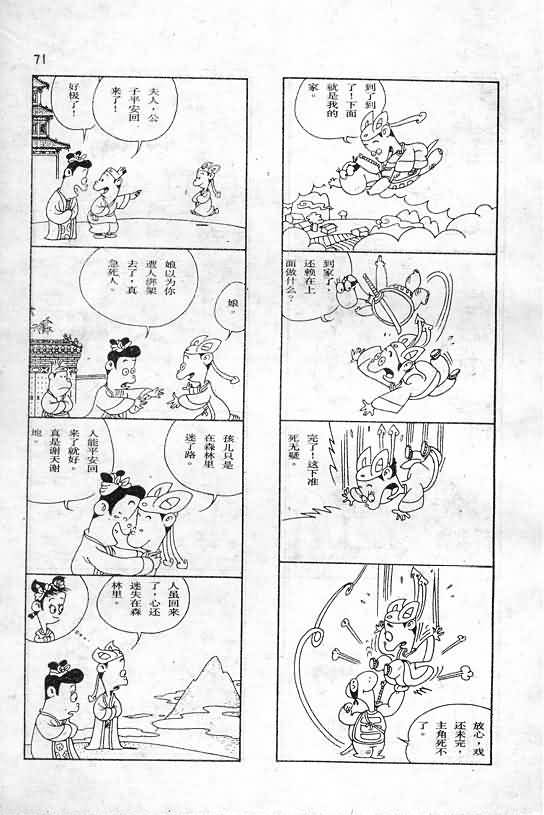 71
到了到
了！下面
就是我的
家。
到家了！
还赖在上
面做什么？
完了！这下准
死无疑。
放心，戏
还未完，
主角死不
了。
夫人，公
子平安回
来了！
好极了！
娘。
娘以为你
遭人绑架
去了，真
急死人。
孩儿只是
在森林里
迷了路。
人能平安回
来了就好。
真是谢天谢
地。
人虽回来
了，心还
迷失在森
林里。